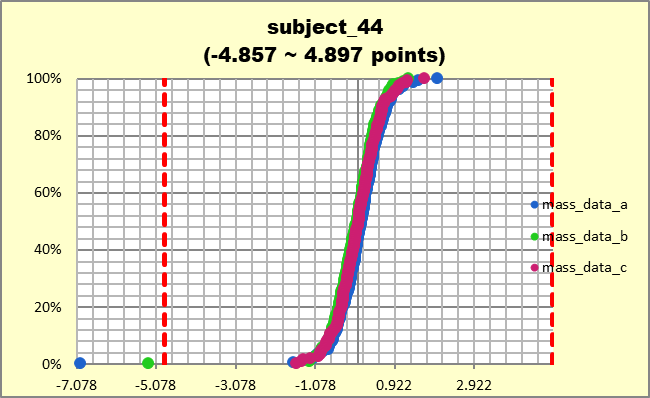 subject_44
(-4.857 ~ 4.897 points)
100%
80%
60%
40%
20%
0%
-7.078
-5.078
-3.078
-1.078
0.922
2.922
mass_data_a
mass_data_b
mass_data_c